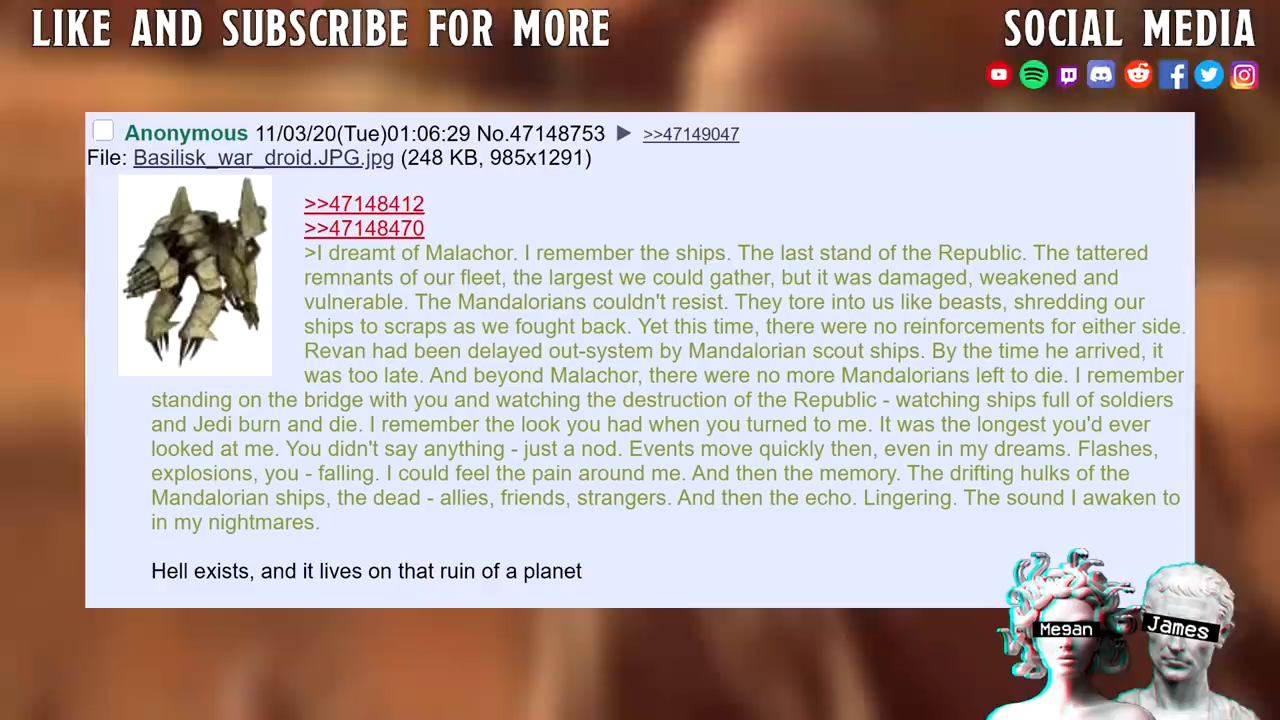 LIKE AND SUBSCRIBE FOR MORE
SOCIAL MEDIA
Anonymous 11/03/20(Tue)01:06:29 No.47148753 ▶ >>47149047
File: Basilisk_war_droid.JPG.jpg (248 KB, 985x1291)
>>47148412
>>47148470
>I dreamt of Malachor. I remember the ships. The last stand of the Republic. The tattered
remnants of our fleet, the largest we could gather, but it was damaged, weakened and
vulnerable. The Mandalorians couldn't resist. They tore into us like beasts, shredding our
ships to scraps as we fought back. Yet this time, there were no reinforcements for either side.
Revan had been delayed out-system by Mandalorian scout ships. By the time he arrived, it
was too late. And beyond Malachor, there were no more Mandalorians left to die. I remember
standing on the bridge with you and watching the destruction of the Republic - watching ships full of soldiers
and Jedi burn and die. I remember the look you had when you turned to me. It was the longest you'd ever
looked at me. You didn't say anything - just a nod. Events move quickly then, even in my dreams. Flashes,
explosions, you - falling. I could feel the pain around me. And then the memory. The drifting hulks of the
Mandalorian ships, the dead - allies, friends, strangers. And then the echo. Lingering. The sound I awaken to
in my nightmares.
Hell exists, and it lives on that ruin of a planet
Megan
James